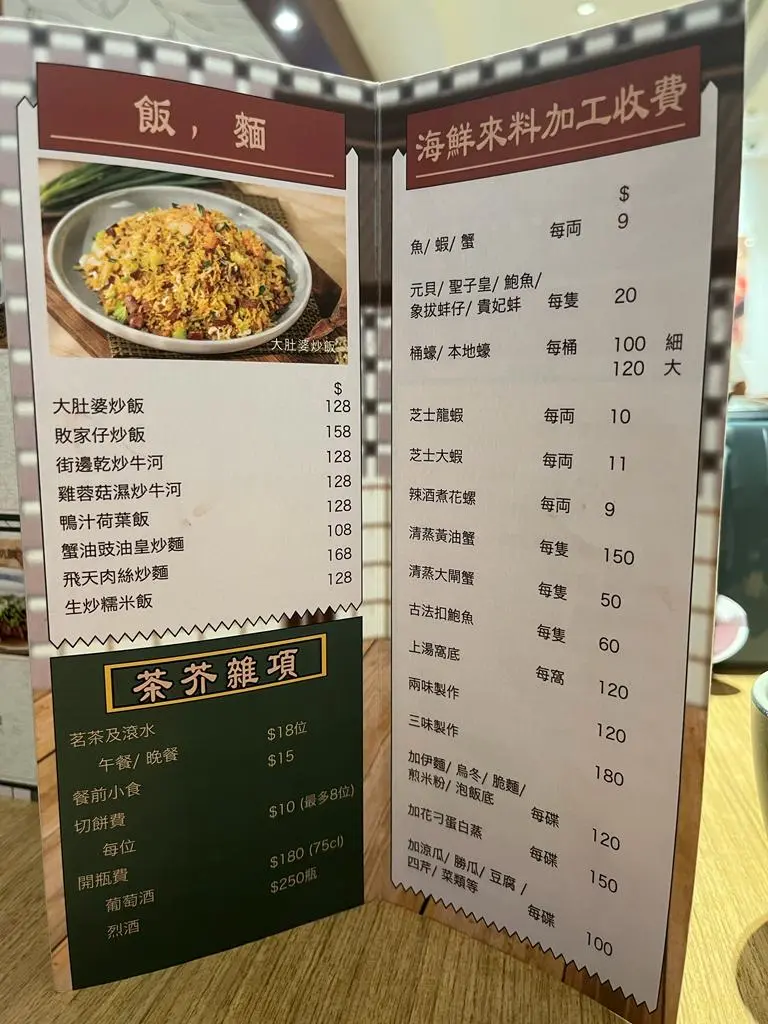 飯，麵
大肚婆炒飯
$
大肚婆炒飯 128
敗家仔炒飯 158
街邊乾炒牛河 128
雞蓉菇濕炒牛河 128
鴨汁荷葉飯 128
蟹油豉油皇炒麵 108
飛天肉絲炒麵 168
生炒糯米飯 128
茶芥雜項
茗茶及滾水
午餐/ 晚餐 $18位
餐前小食 $15
切餅費
每位 $10 (最多8位)
開瓶費
葡萄酒 $180 (75cl)
烈酒 $250瓶
海鮮來料加工收費
$
魚/ 蝦/ 蟹 每両 9
元貝/ 聖子皇/ 鮑魚/
象拔蚌仔/ 貴妃蚌 每隻 20
桶蠔/ 本地蠔 每桶 100 細
120 大
芝士龍蝦 每両 10
芝士大蝦 每両 11
辣酒煮花螺 每両 9
清蒸黃油蟹 每隻 150
清蒸大閘蟹 每隻 50
古法扣鮑魚 每隻 60
上湯窩底 每窩 120
兩味製作 120
三味製作 180
加伊麵/ 烏冬/ 脆麵/
煎米粉/ 泡飯底 每碟 120
加花刁蛋白蒸 每碟 150
加涼瓜/ 勝瓜/ 豆腐/
四芹/ 菜類等 每碟 100